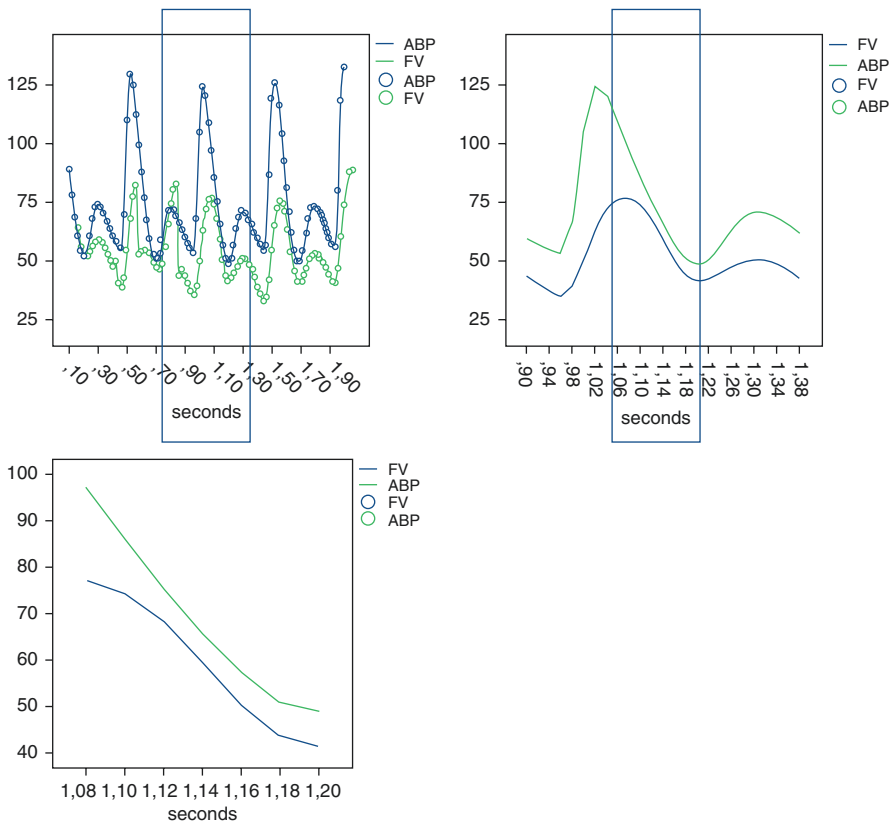 ABP
FV
ABP
FV
125
100
75
50
25
,10 ,30 ,50 ,70 ,90 1,10 1,30 1,50 1,70 1,90
seconds
FV
ABP
FV
ABP
125
100
75
50
25
,90 ,94 ,98 1,02 1,06 1,10 1,14 1,18 1,22 1,26 1,30 1,34 1,38
seconds
FV
ABP
FV
ABP
100
90
80
70
60
50
40
1,08 1,10 1,12 1,14 1,16 1,18 1,20
seconds